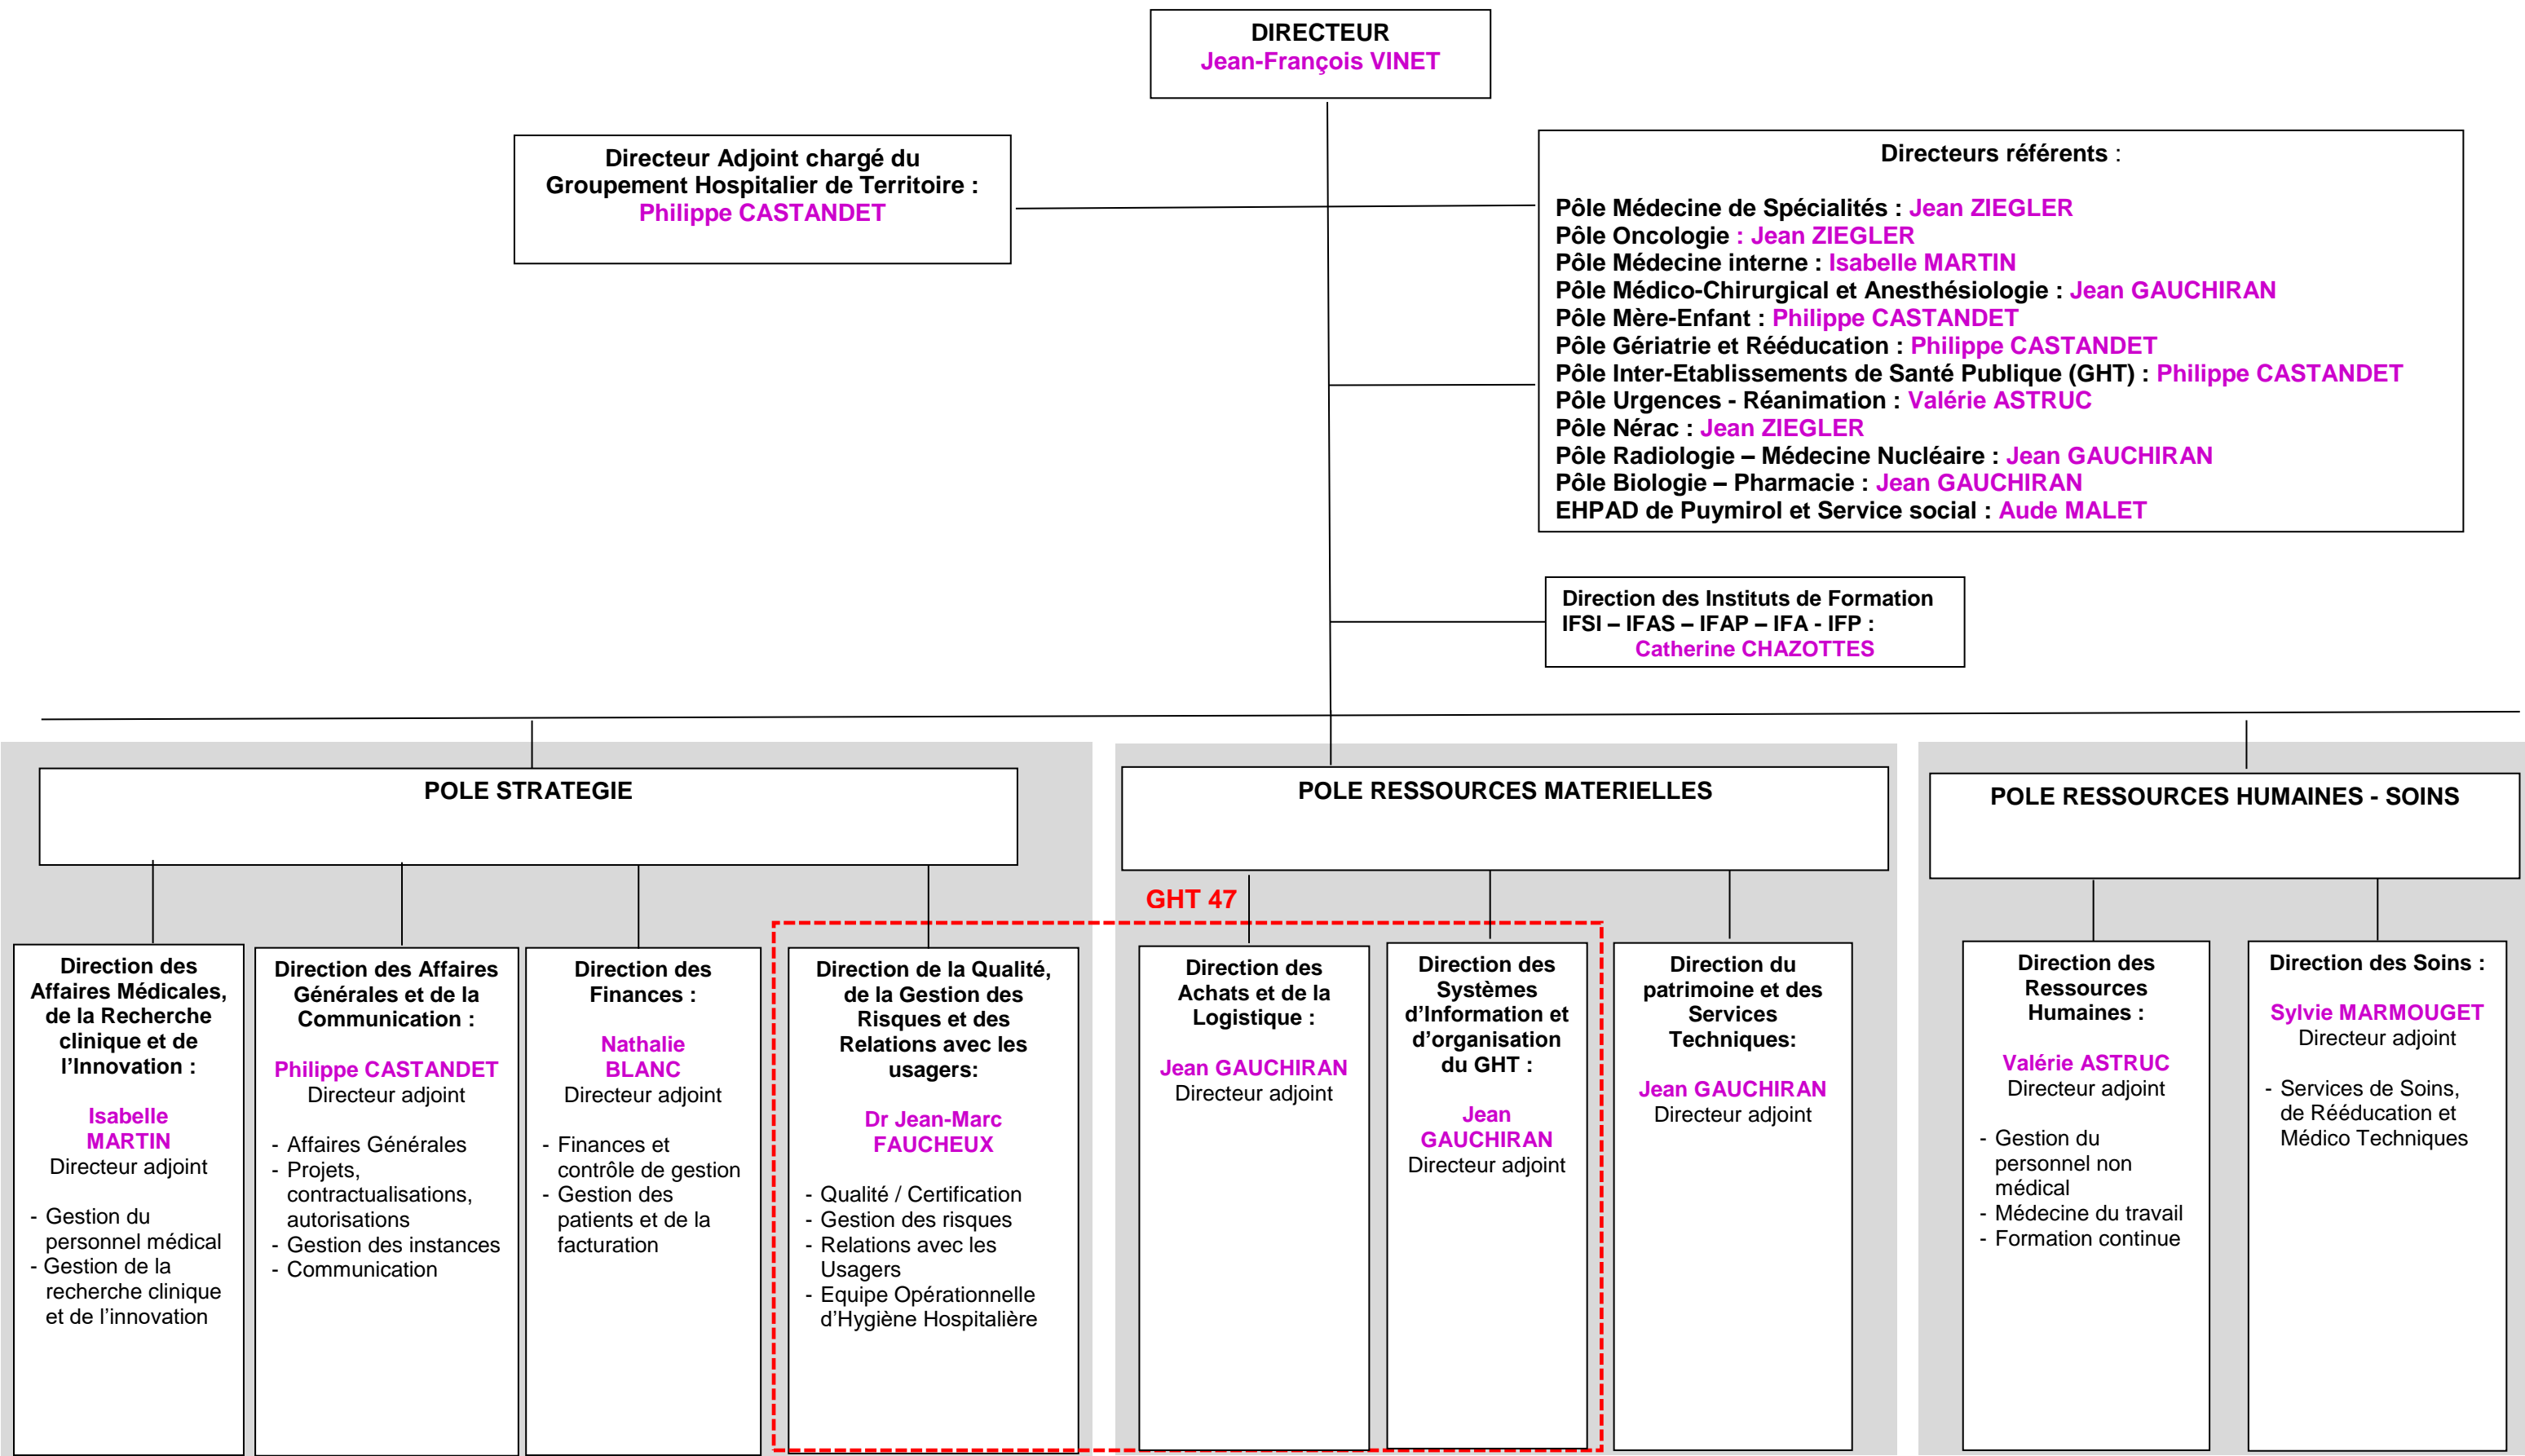 DIRECTEUR
Jean-François VINET
Directeur Adjoint chargé du
Groupement Hospitalier de Territoire :
Philippe CASTANDET
Directeurs référents :
Pôle Médecine de Spécialités : Jean ZIEGLER
Pôle Oncologie : Jean ZIEGLER
Pôle Médecine interne : Isabelle MARTIN
Pôle Médico-Chirurgical et Anesthésiologie : Jean GAUCHIRAN
Pôle Mère-Enfant : Philippe CASTANDET
Pôle Gériatrie et Rééducation : Philippe CASTANDET
Pôle Inter-Etablissements de Santé Publique (GHT) : Philippe CASTANDET
Pôle Urgences - Réanimation : Valérie ASTRUC
Pôle Nérac : Jean ZIEGLER
Pôle Radiologie – Médecine Nucléaire : Jean GAUCHIRAN
Pôle Biologie – Pharmacie : Jean GAUCHIRAN
EHPAD de Puymirol et Service social : Aude MALET
Direction des Instituts de Formation
IFSI – IFAS – IFAP – IFA - IFP :
Catherine CHAZOTTES
POLE STRATEGIE
POLE RESSOURCES MATERIELLES
POLE RESSOURCES HUMAINES - SOINS
GHT 47
Direction des
Affaires Médicales,
de la Recherche
clinique et de
l’Innovation :
Isabelle
MARTIN
Directeur adjoint
- Gestion du
personnel médical
- Gestion de la
recherche clinique
et de l’innovation
Direction des Affaires
Générales et de la
Communication :
Philippe CASTANDET
Directeur adjoint
- Affaires Générales
- Projets,
contractualisations,
autorisations
- Gestion des instances
- Communication
Direction des
Finances :
Nathalie
BLANC
Directeur adjoint
- Finances et
contrôle de gestion
- Gestion des
patients et de la
facturation
Direction de la Qualité,
de la Gestion des
Risques et des
Relations avec les
usagers:
Dr Jean-Marc
FAUCHEUX
- Qualité / Certification
- Gestion des risques
- Relations avec les
Usagers
- Equipe Opérationnelle
d’Hygiène Hospitalière
Direction des
Achats et de la
Logistique :
Jean GAUCHIRAN
Directeur adjoint
Direction des
Systèmes
d’Information et
d’organisation
du GHT :
Jean
GAUCHIRAN
Directeur adjoint
Direction du
patrimoine et des
Services
Techniques:
Jean GAUCHIRAN
Directeur adjoint
Direction des
Ressources
Humaines :
Valérie ASTRUC
Directeur adjoint
- Gestion du
personnel non
médical
- Médecine du travail
- Formation continue
Direction des Soins :
Sylvie MARMOUGET
Directeur adjoint
- Services de Soins,
de Rééducation et
Médico Techniques